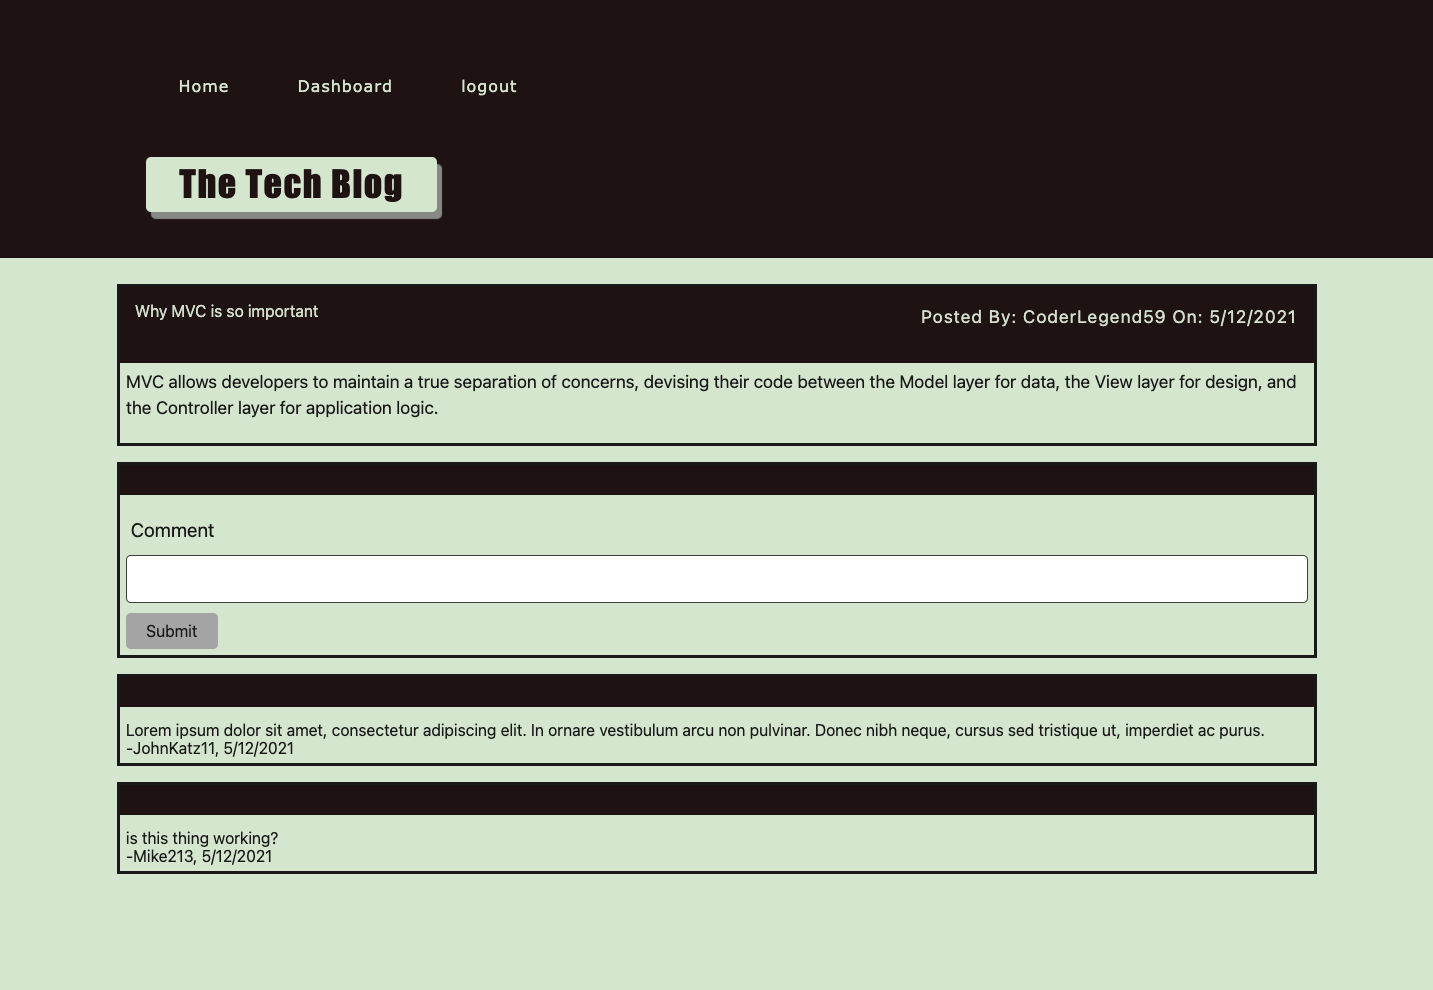 Home Dashboard logout
The Tech Blog
Why MVC is so important
Posted By: CoderLegend59 On: 5/12/2021
MVC allows developers to maintain a true separation of concerns, devising their code between the Model layer for data, the View layer for design, and
the Controller layer for application logic.
Comment
Submit
Lorem ipsum dolor sit amet, consectetur adipiscing elit. In ornare vestibulum arcu non pulvinar. Donec nibh neque, cursus sed tristique ut, imperdiet ac purus.
-JohnKatz11, 5/12/2021
is this thing working?
-Mike213, 5/12/2021